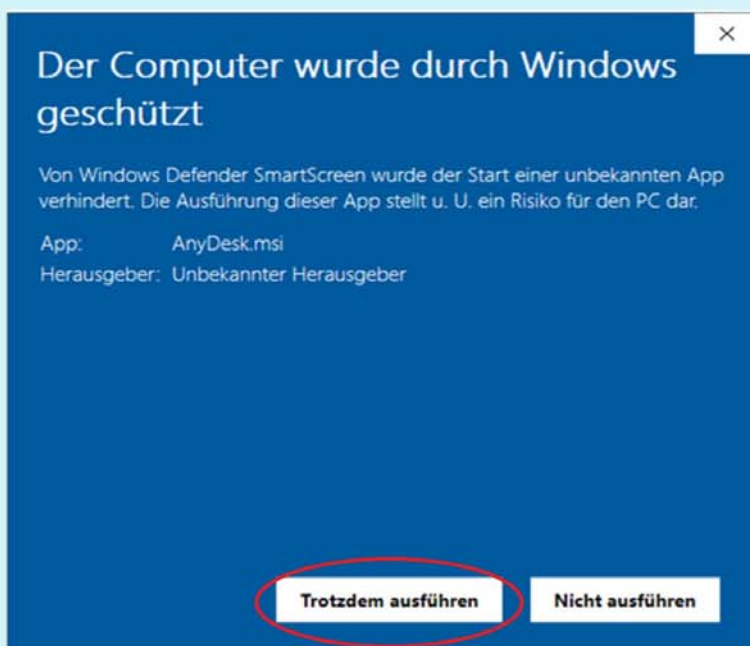 Der Computer wurde durch Windows
geschützt
Von Windows Defender SmartScreen wurde der Start einer unbekannten App
verhindert. Die Ausführung dieser App stellt u. U. ein Risiko für den PC dar.
App: AnyDesk.msi
Herausgeber: Unbekannter Herausgeber
Trotzdem ausführen Nicht ausführen